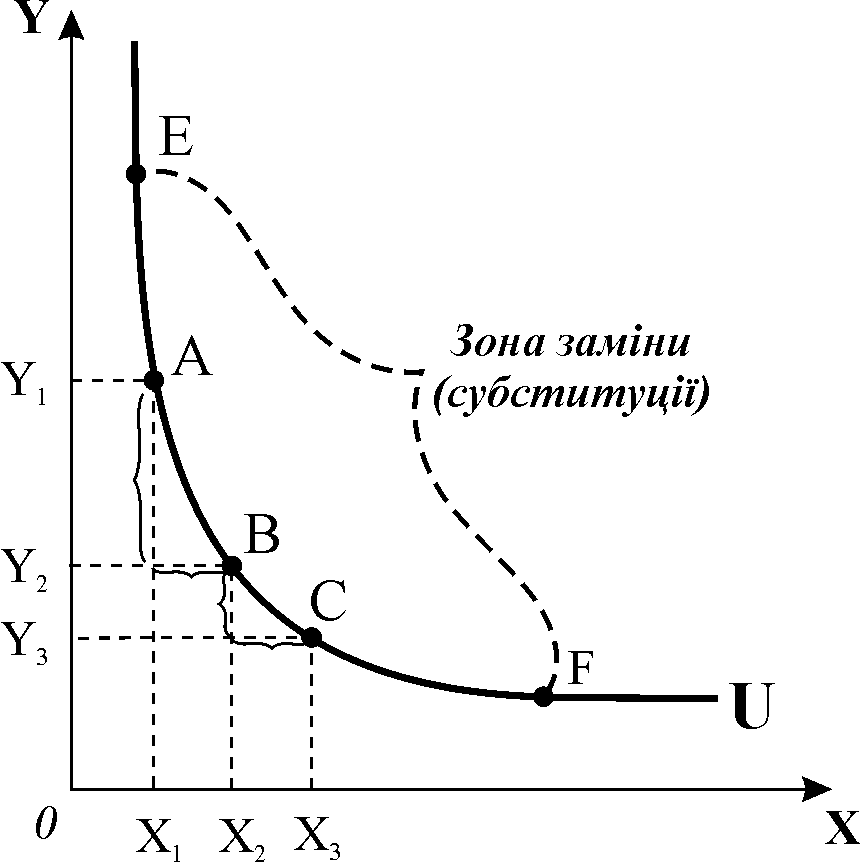 Y
E
Зона заміни
(субституції)
A
Y1
B
Y2
C
Y3
F
U
0
X1 X2 X3
X